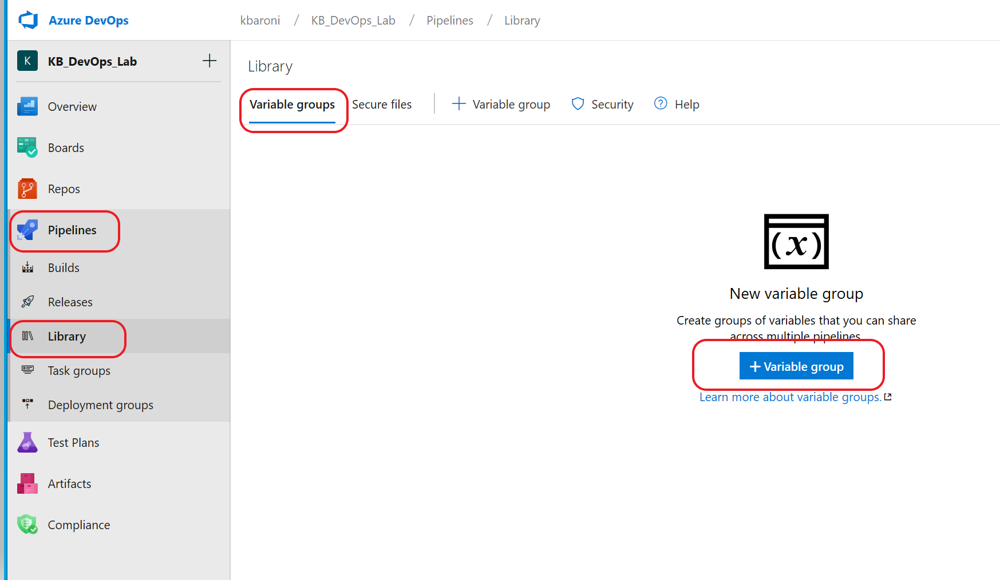 Azure DevOps
kbaroni / KB_DevOps_Lab / Pipelines / Library
K KB_DevOps_Lab
Overview
Boards
Repos
Pipelines
Builds
Releases
Library
Task groups
Deployment groups
Test Plans
Artifacts
Compliance
Library
Variable groups Secure files + Variable group Security ? Help
(x)
New variable group
Create groups of variables that you can share
across multiple pipelines
+ Variable group
Learn more about variable groups.